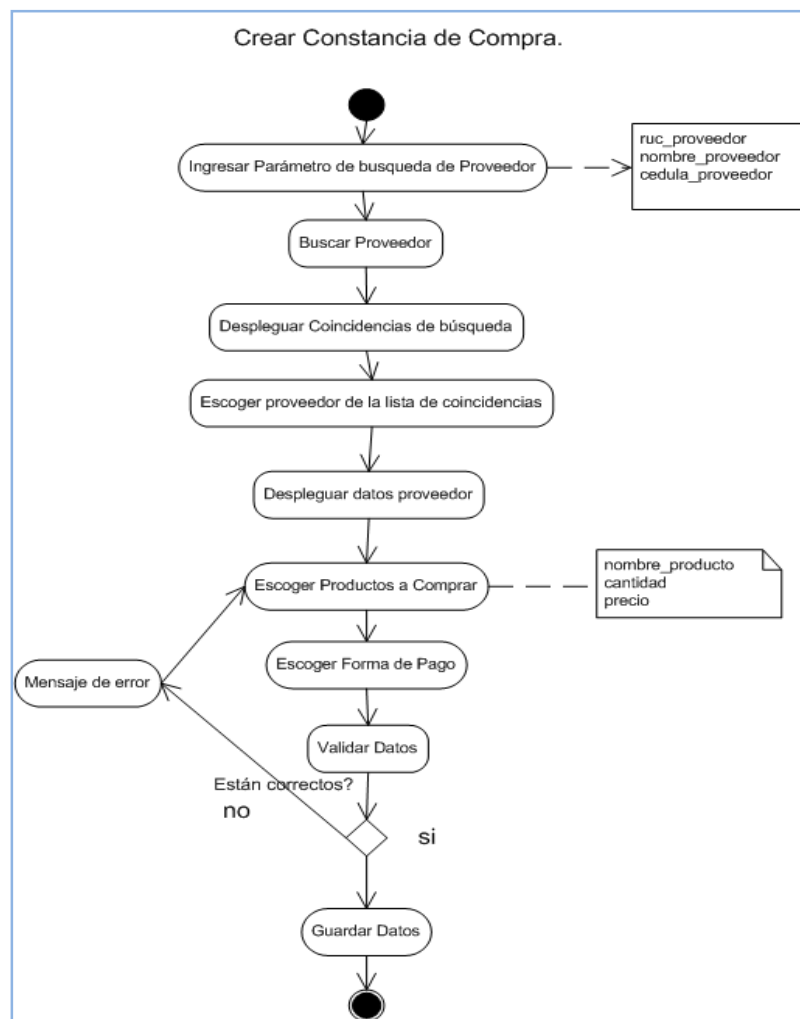 Crear Constancia de Compra.
Ingresar Parámetro de busqueda de Proveedor
ruc_proveedor
nombre_proveedor
cedula_proveedor
Buscar Proveedor
Despleguar Coincidencias de búsqueda
Escoger proveedor de la lista de coincidencias
Despleguar datos proveedor
Escoger Productos a Comprar
nombre_producto
cantidad
precio
Escoger Forma de Pago
Mensaje de error
Validar Datos
Están correctos?
no
si
Guardar Datos